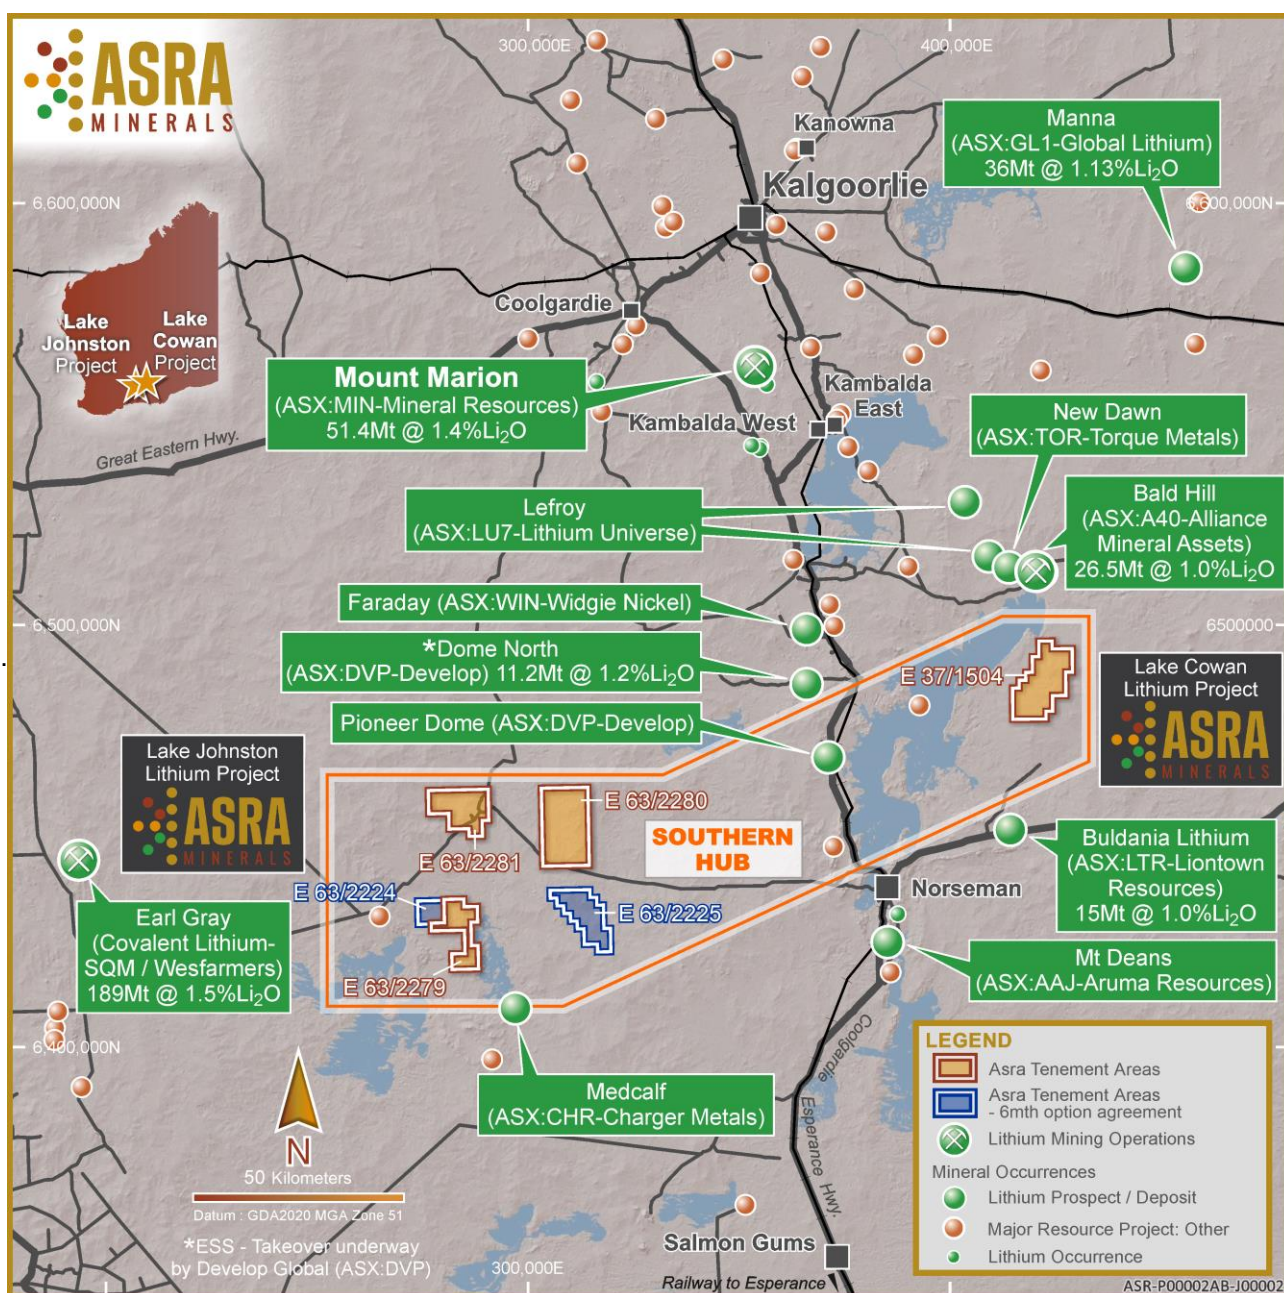 ASRA
MINERALS
300,000E
400,000E
Kanowna
Kalgoorlie
Manna
(ASX:GL1-Global Lithium)
36Mt @ 1.13%Li₂O
6,600,000N
6,600,000N
Coolgardie
Lake
Johnston
Project
Lake
Cowan
Project
Great Eastern Hwy.
Mount Marion
(ASX:MIN-Mineral Resources)
51.4Mt @ 1.4%Li₂O
Kambalda
East
Kambalda West
New Dawn
(ASX:TOR-Torque Metals)
Lefroy
(ASX:LU7-Lithium Universe)
Bald Hill
(ASX:A40-Alliance
Mineral Assets)
26.5Mt @ 1.0%Li₂O
Faraday (ASX:WIN-Widgie Nickel)
6,500,000N
6500000
*Dome North
(ASX:DVP-Develop) 11.2Mt @ 1.2%Li₂O
E 37/1504
Lake Cowan
Lithium Project
ASRA
MINERALS
Pioneer Dome (ASX:DVP-Develop)
Lake Johnston
Lithium Project
ASRA
MINERALS
E 63/2280
E 63/2281
SOUTHERN
HUB
E 63/2224
E 63/2225
E 63/2279
Norseman
Buldania Lithium
(ASX:LTR-Liontown
Resources)
15Mt @ 1.0%Li₂O
Earl Gray
(Covalent Lithium-
SQM / Wesfarmers)
189Mt @ 1.5%Li₂O
Mt Deans
(ASX:AAJ-Aruma Resources)
6,400,000N
Medcalf
(ASX:CHR-Charger Metals)
Coolgardie
Esperance Hwy.
N
50 Kilometers
Datum : GDA2020 MGA Zone 51
*ESS - Takeover underway
by Develop Global (ASX:DVP)
300,000E
Salmon Gums
Railway to Esperance
LEGEND
Asra Tenement Areas
Asra Tenement Areas
- 6mth option agreement
Lithium Mining Operations
Mineral Occurrences
Lithium Prospect / Deposit
Major Resource Project: Other
Lithium Occurrence
ASR-P00002AB-J00002